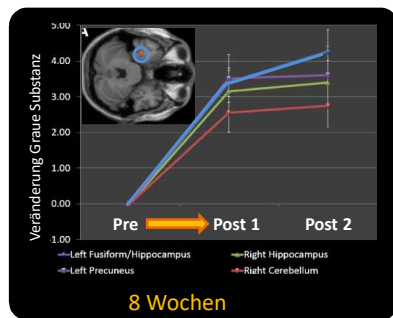 A
5.00
4.00
3.00
2.00
1.00
0.00
1.00
Veränderung Graue Substanz
Pre Post 1 Post 2
Left Fusiform/Hippocampus Right Hippocampus
Left Precuneus Right Cerebellum
8 Wochen